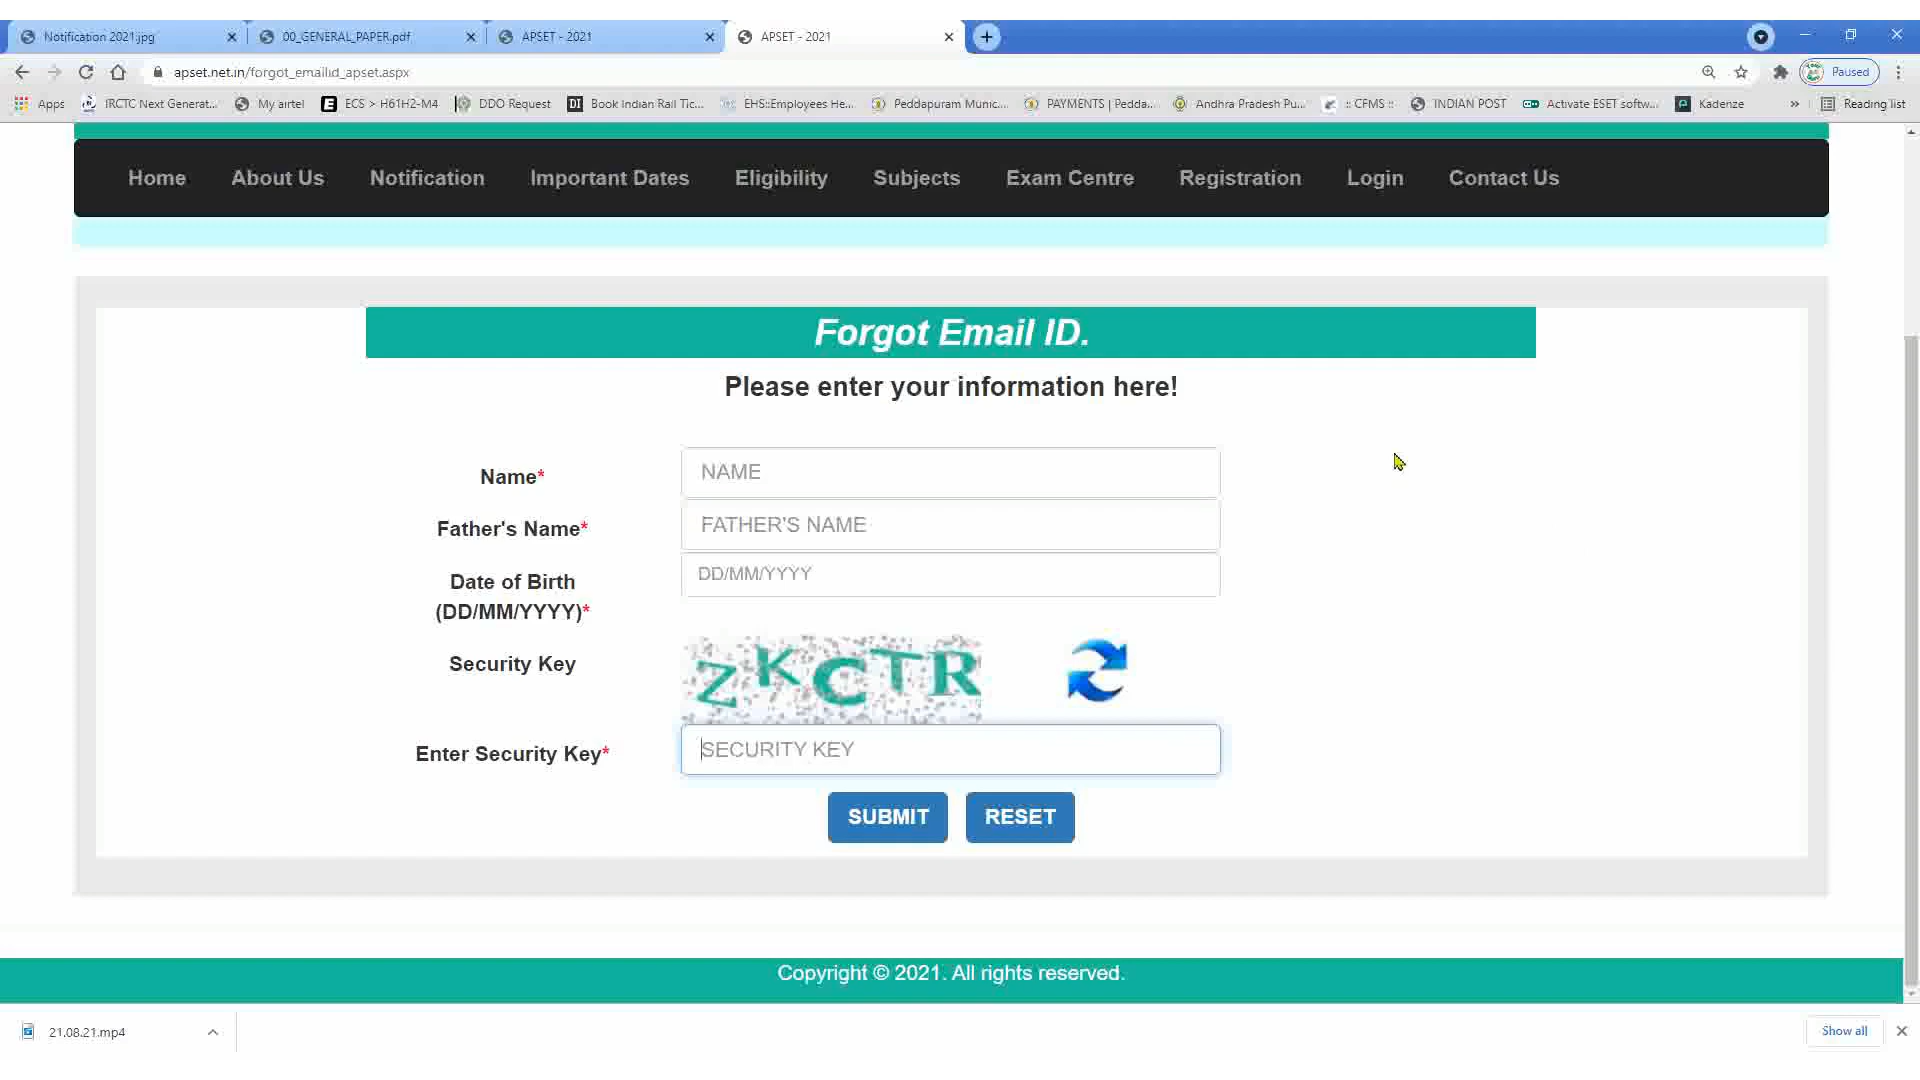 Notification 2021.jpg
00_GENERAL_PAPER.pdf
APSET - 2021
APSET - 2021
apset.net.in/forgot_emailid_apset.aspx
Paused
Apps
IRCTC Next Generat...
My airtel
ECS > H61H2-M4
DDO Request
Book Indian Rail Tic...
EHS::Employees He...
Peddapuram Munic...
PAYMENTS | Pedda...
Andhra Pradesh Pu...
:: CFMS ::
INDIAN POST
Activate ESET softw...
Kadenze
»
Reading list
Home
About Us
Notification
Important Dates
Eligibility
Subjects
Exam Centre
Registration
Login
Contact Us
Forgot Email ID.
Please enter your information here!
Name*
NAME
Father's Name*
FATHER'S NAME
Date of Birth
(DD/MM/YYYY)*
DD/MM/YYYY
Security Key
ZKCTR
Enter Security Key*
SECURITY KEY
SUBMIT
RESET
Copyright © 2021. All rights reserved.
21.08.21.mp4
Show all